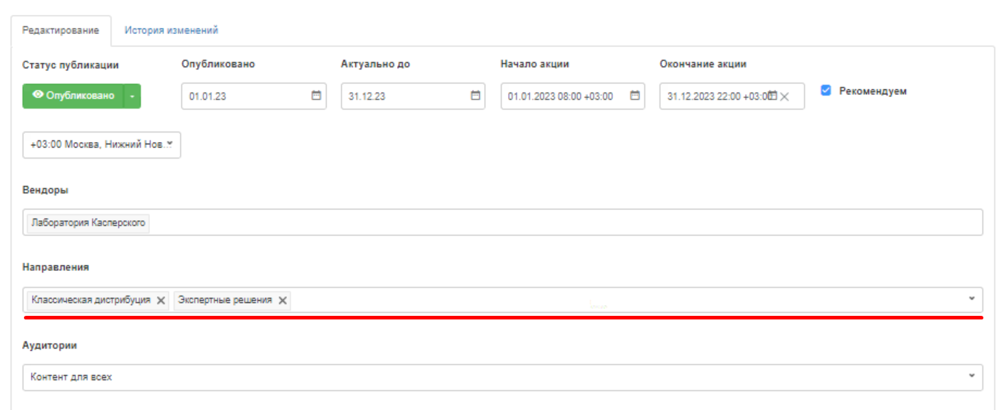 Редактирование История изменений
Статус публикации Опубликовано Актуально до Начало акции Окончание акции
Опубликовано 01.01.23 31.12.23 01.01.2023 08:00 +03:00 31.12.2023 22:00 +03:00 Рекомендуем
+03:00 Москва, Нижний Нов...
Вендоры
Лаборатория Касперского
Направления
Классическая дистрибуция Экспертные решения
Аудитории
Контент для всех